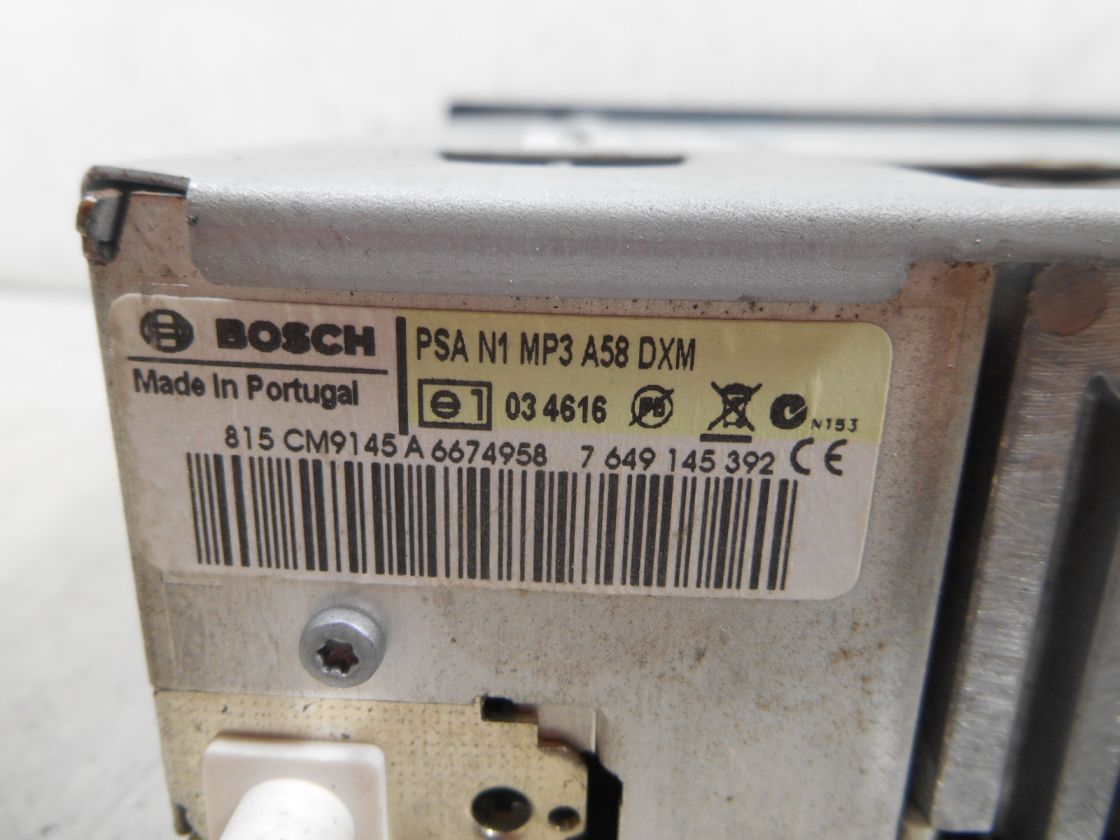 BOSCH
Made in Portugal
PSA N1 MP3 A58 DXM
e1 03 4616 Pb N153
815 CM9145 A 6674958 7 649 145 392 CE